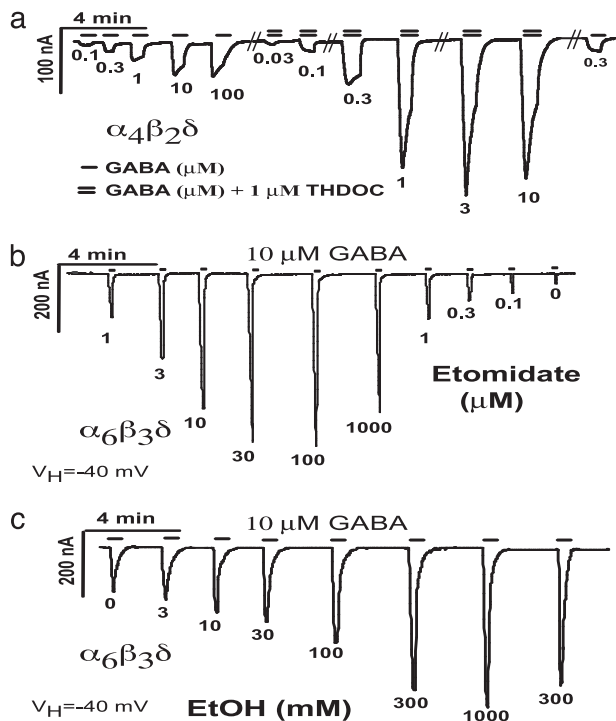 a
4 min
100 nA
0.1
0.3
1
10
100
0.03
0.1
0.3
1
3
10
0.3
α4β2δ
GABA (μM)
GABA (μM) + 1 μM THDOC
b
4 min
10 μM GABA
200 nA
1
3
10
30
100
1000
1
0.3
0.1
0
Etomidate
(μM)
α6β3δ
VH=-40 mV
c
4 min
10 μM GABA
200 nA
0
3
10
30
100
300
1000
300
α6β3δ
VH=-40 mV
EtOH (mM)